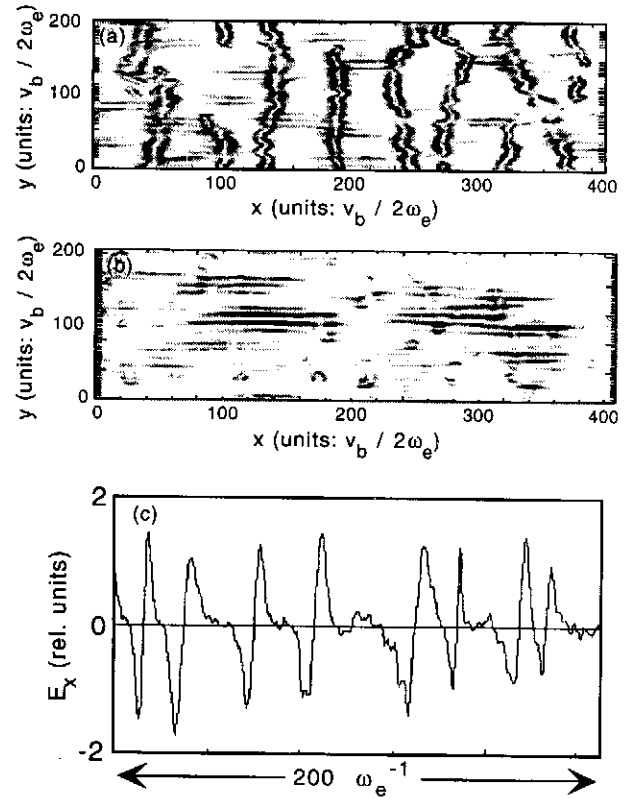 (a)
y (units: v_b / 2ω_e)
200
100
0
0
100
200
300
400
x (units: v_b / 2ω_e)
(b)
y (units: v_b / 2ω_e)
200
100
0
0
100
200
300
400
x (units: v_b / 2ω_e)
(c)
E_x (rel. units)
2
0
-2
200 ω_e^-1